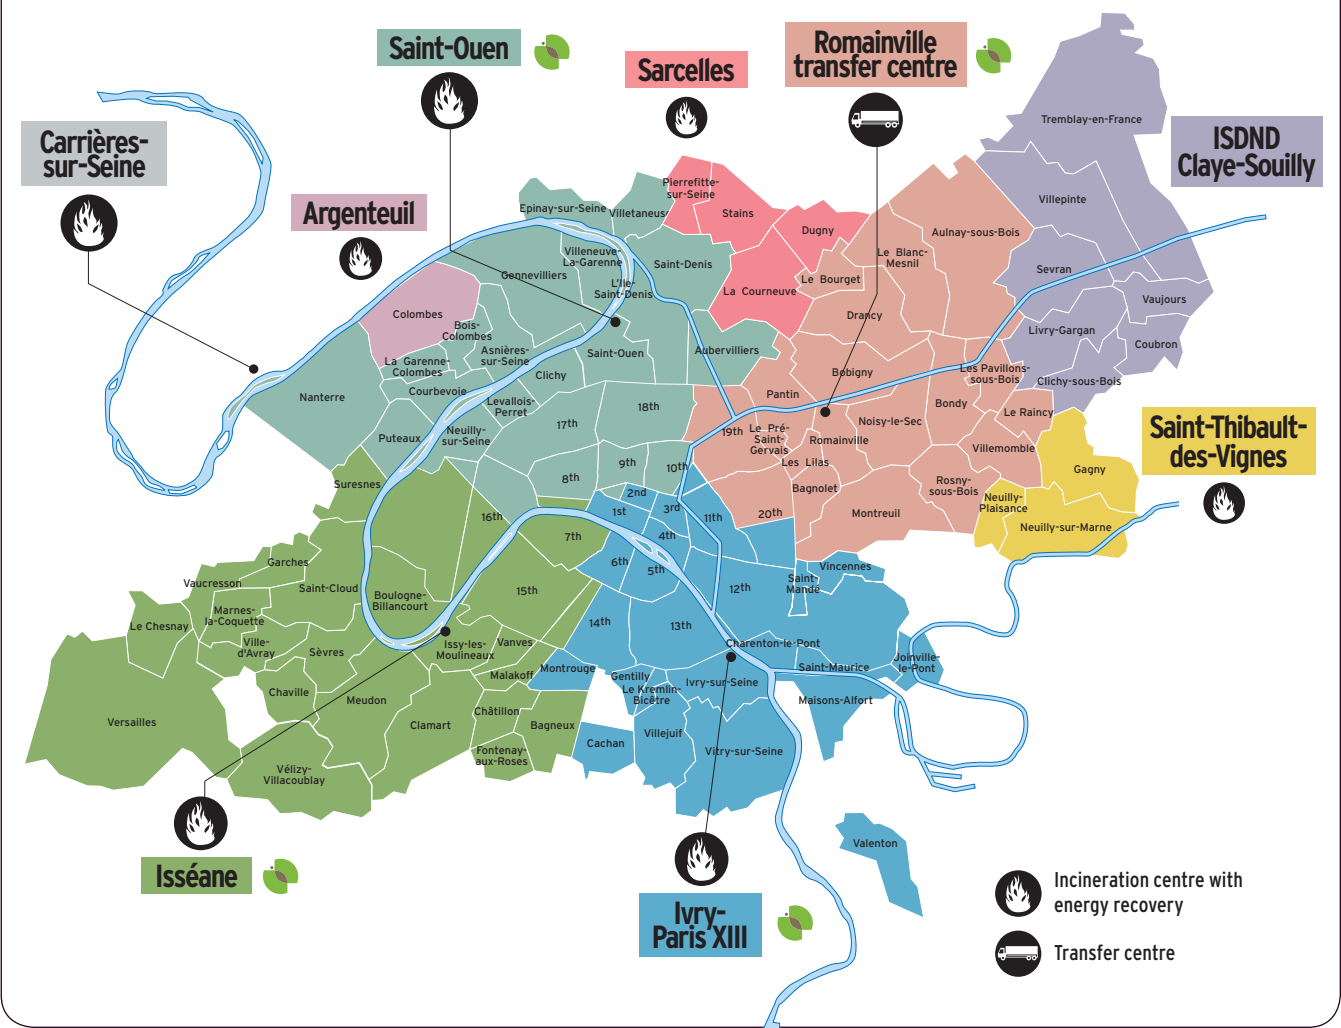 Saint-Ouen
Sarcelles
Romainville
transfer centre
Carrières-
sur-Seine
Argenteuil
ISDND
Claye-Souilly
Saint-Thibault-
des-Vignes
Isséane
Ivry-
Paris XIII
Tremblay-en-France
Villepinte
Sevran
Vaujours
Livry-Gargan
Coubron
Clichy-sous-Bois
Pierrefitte-
sur-Seine
Stains
Dugny
La Courneuve
Epinay-sur-Seine
Villetaneuse
Villeneuve-
La-Garenne
Gennevilliers
L'Ile-
Saint-Denis
Saint-Denis
Le Blanc-
Mesnil
Aulnay-sous-Bois
Le Bourget
Drancy
Colombes
Bois-
Colombes
La Garenne-
Colombes
Asnières-
sur-Seine
Saint-Ouen
Aubervilliers
Clichy
Courbevoie
Levallois-
Perret
Nanterre
Puteaux
Neuilly-
sur-Seine
17th
18th
8th
9th
10th
Bobigny
Pantin
Les Pavillons-
sous-Bois
Bondy
Le Raincy
Noisy-le-Sec
19th
Le Pré-
Saint-
Gervais
Romainville
Les Lilas
Villemomble
Bagnolet
Rosny-
sous-Bois
Montreuil
20th
Gagny
Neuilly-
Plaisance
Neuilly-sur-Marne
Suresnes
16th
7th
2nd
1st
3rd
11th
4th
6th
5th
12th
Saint-
Mandé
Vincennes
Garches
Vaucresson
Saint-Cloud
Boulogne-
Billancourt
15th
14th
13th
Marnes-
la-Coquette
Le Chesnay
Ville-
d'Avray
Sèvres
Issy-les-
Moulineaux
Vanves
Malakoff
Montrouge
Gentilly
Le Kremlin-
Bicêtre
Ivry-sur-Seine
Charenton-le-Pont
Saint-Maurice
Joinville-
le-Pont
Maisons-Alfort
Chaville
Meudon
Versailles
Clamart
Châtillon
Bagneux
Fontenay-
aux-Roses
Cachan
Villejuif
Vitry-sur-Seine
Vélizy-
Villacoublay
Valenton
Incineration centre with
energy recovery
Transfer centre